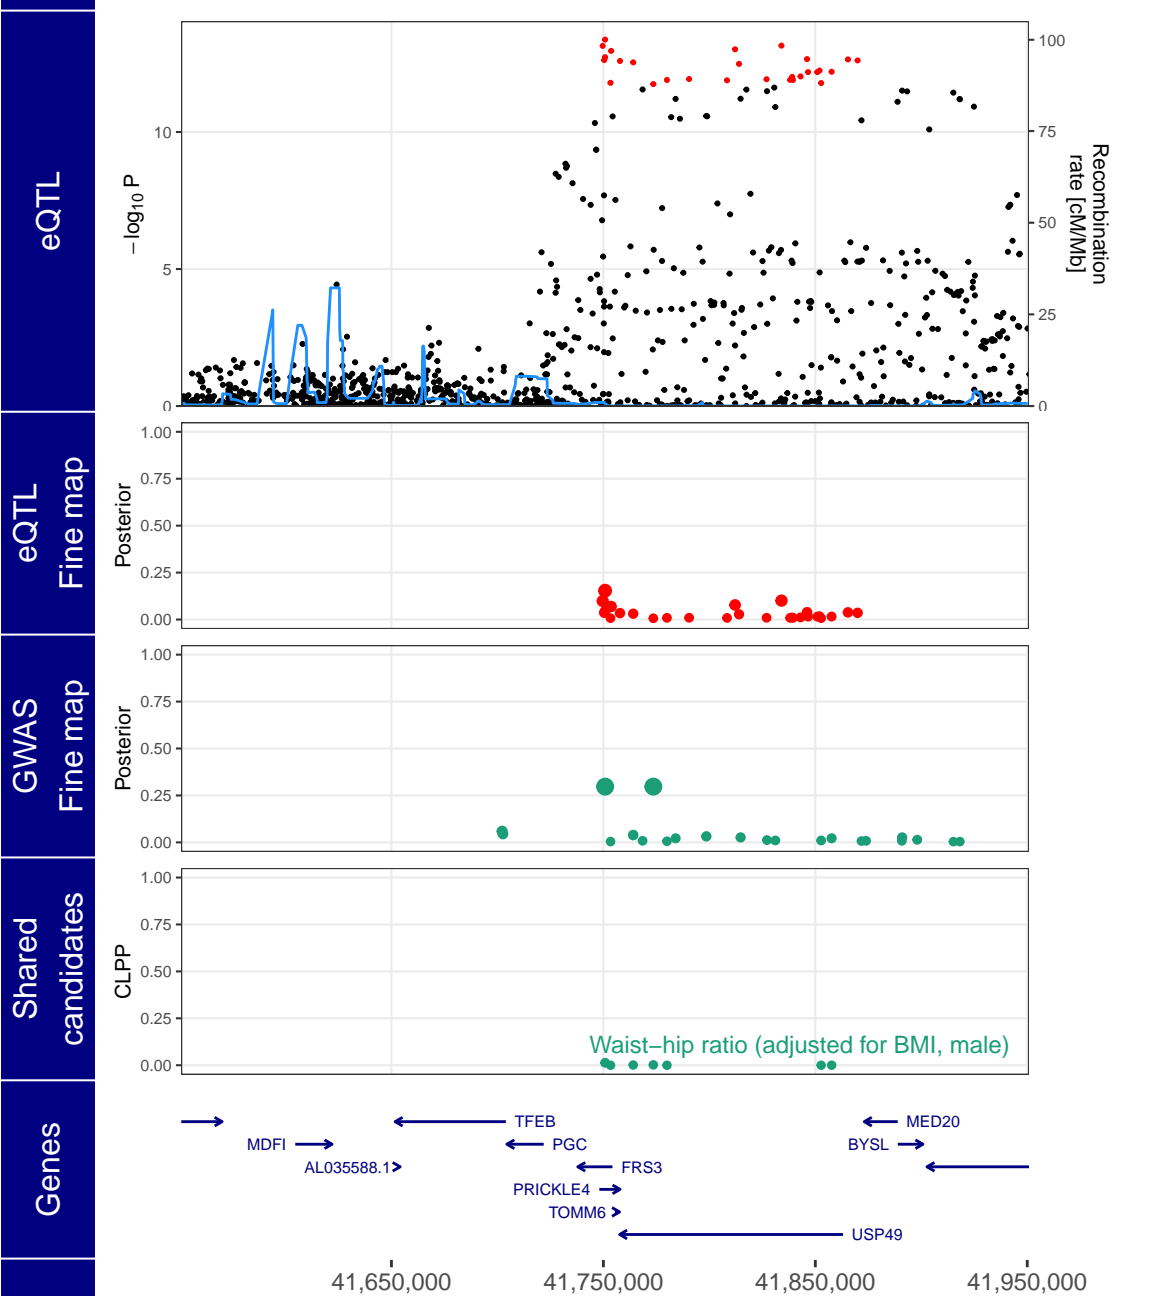 eQTL
−log10 P
10
5
0
100
75
50
25
0
Recombination
rate [cM/Mb]
eQTL
Fine map
Posterior
1.00
0.75
0.50
0.25
0.00
GWAS
Fine map
Posterior
1.00
0.75
0.50
0.25
0.00
Shared
candidates
CLPP
1.00
0.75
0.50
0.25
0.00
Waist−hip ratio (adjusted for BMI, male)
Genes
TFEB
MED20
MDFI
PGC
BYSL
AL035588.1
FRS3
PRICKLE4
TOMM6
USP49
41,650,000
41,750,000
41,850,000
41,950,000